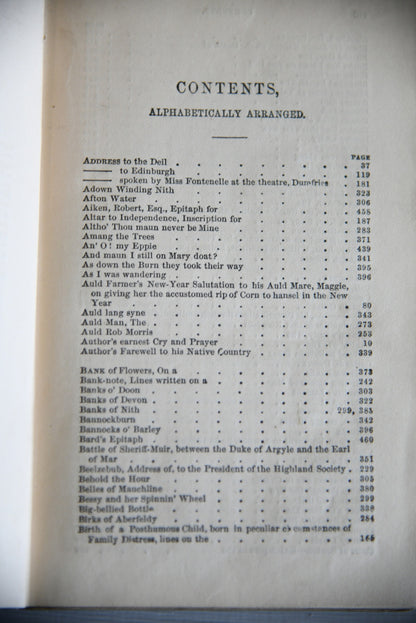 CONTENTS,
ALPHABETICALLY ARRANGED.
PAGE
ADDRESS to the Deil . . . . . . . 37
——— to Edinburgh . . . . . . . 119
——— spoken by Miss Fontenelle at the theatre, Dumfries . 181
Adown Winding Nith . . . . . . . 323
Afton Water . . . . . . . 306
Aiken, Robert, Esq., Epitaph for . . . . . 458
Altar to Independence, Inscription for . . . . 187
Altho' Thou maun never be Mine . . . . . 283
Amang the Trees . . . . . . . 371
An' O! my Eppie . . . . . . . 439
And maun I still on Mary doat? . . . . . 341
As down the Burn they took their way . . . . 395
As I was wandering . . . . . . . 396
Auld Farmer's New-Year Salutation to his Auld Mare, Maggie,
on giving her the accustomed rip of Corn to hansel in the New
Year . . . . . . . 80
Auld lang syne . . . . . . . 343
Auld Man, The . . . . . . . 273
Auld Rob Morris . . . . . . . 253
Author's earnest Cry and Prayer . . . . . 10
Author's Farewell to his Native Country . . . . 339
BANK of Flowers, On a . . . . . . . 373
Bank-note, Lines written on a . . . . . . 242
Banks o' Doon . . . . . . . 303
Banks of Devon . . . . . . . 322
Banks of Nith . . . . . . . 299, 385
Bannockburn . . . . . . . 342
Bannocks o' Barley . . . . . . . 396
Bard's Epitaph . . . . . . . 460
Battle of Sheriff-Muir, between the Duke of Argyle and the Earl
of Mar . . . . . . . 351
Beelzebub, Address of, to the President of the Highland Society . 229
Behold the Hour . . . . . . . 305
Belles of Mauchline . . . . . . . 380
Bessy and her Spinnin' Wheel . . . . . . 299
Big-bellied Bottle . . . . . . . 338
Birks of Aberfeldy . . . . . . . 284
Birth of a Posthumous Child, born in peculiar circumstances of
Family Distress, lines on the . . . . . 165